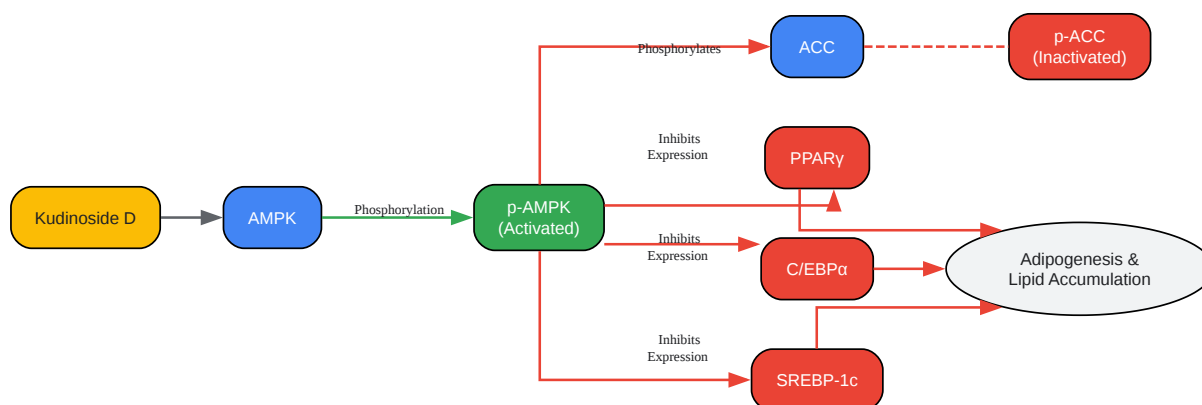 Kudinoside D
AMPK
Phosphorylation
p-AMPK
(Activated)
Phosphorylates
ACC
p-ACC
(Inactivated)
Inhibits
Expression
PPARγ
Inhibits
Expression
C/EBPα
Inhibits
Expression
SREBP-1c
Adipogenesis &
Lipid Accumulation